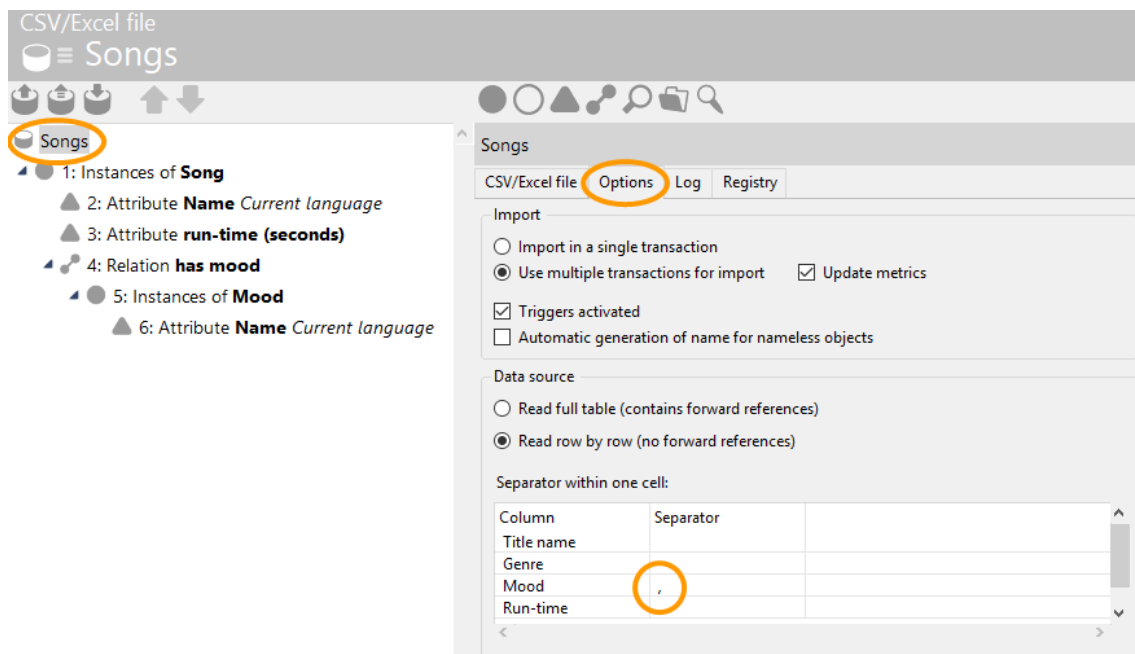 CSV/Excel file
Songs
Songs
1: Instances of Song
2: Attribute Name Current language
3: Attribute run-time (seconds)
4: Relation has mood
5: Instances of Mood
6: Attribute Name Current language
Songs
CSV/Excel file Options Log Registry
Import
Import in a single transaction
Use multiple transactions for import Update metrics
Triggers activated
Automatic generation of name for nameless objects
Data source
Read full table (contains forward references)
Read row by row (no forward references)
Separator within one cell:
Column Separator
Title name
Genre
Mood ,
Run-time